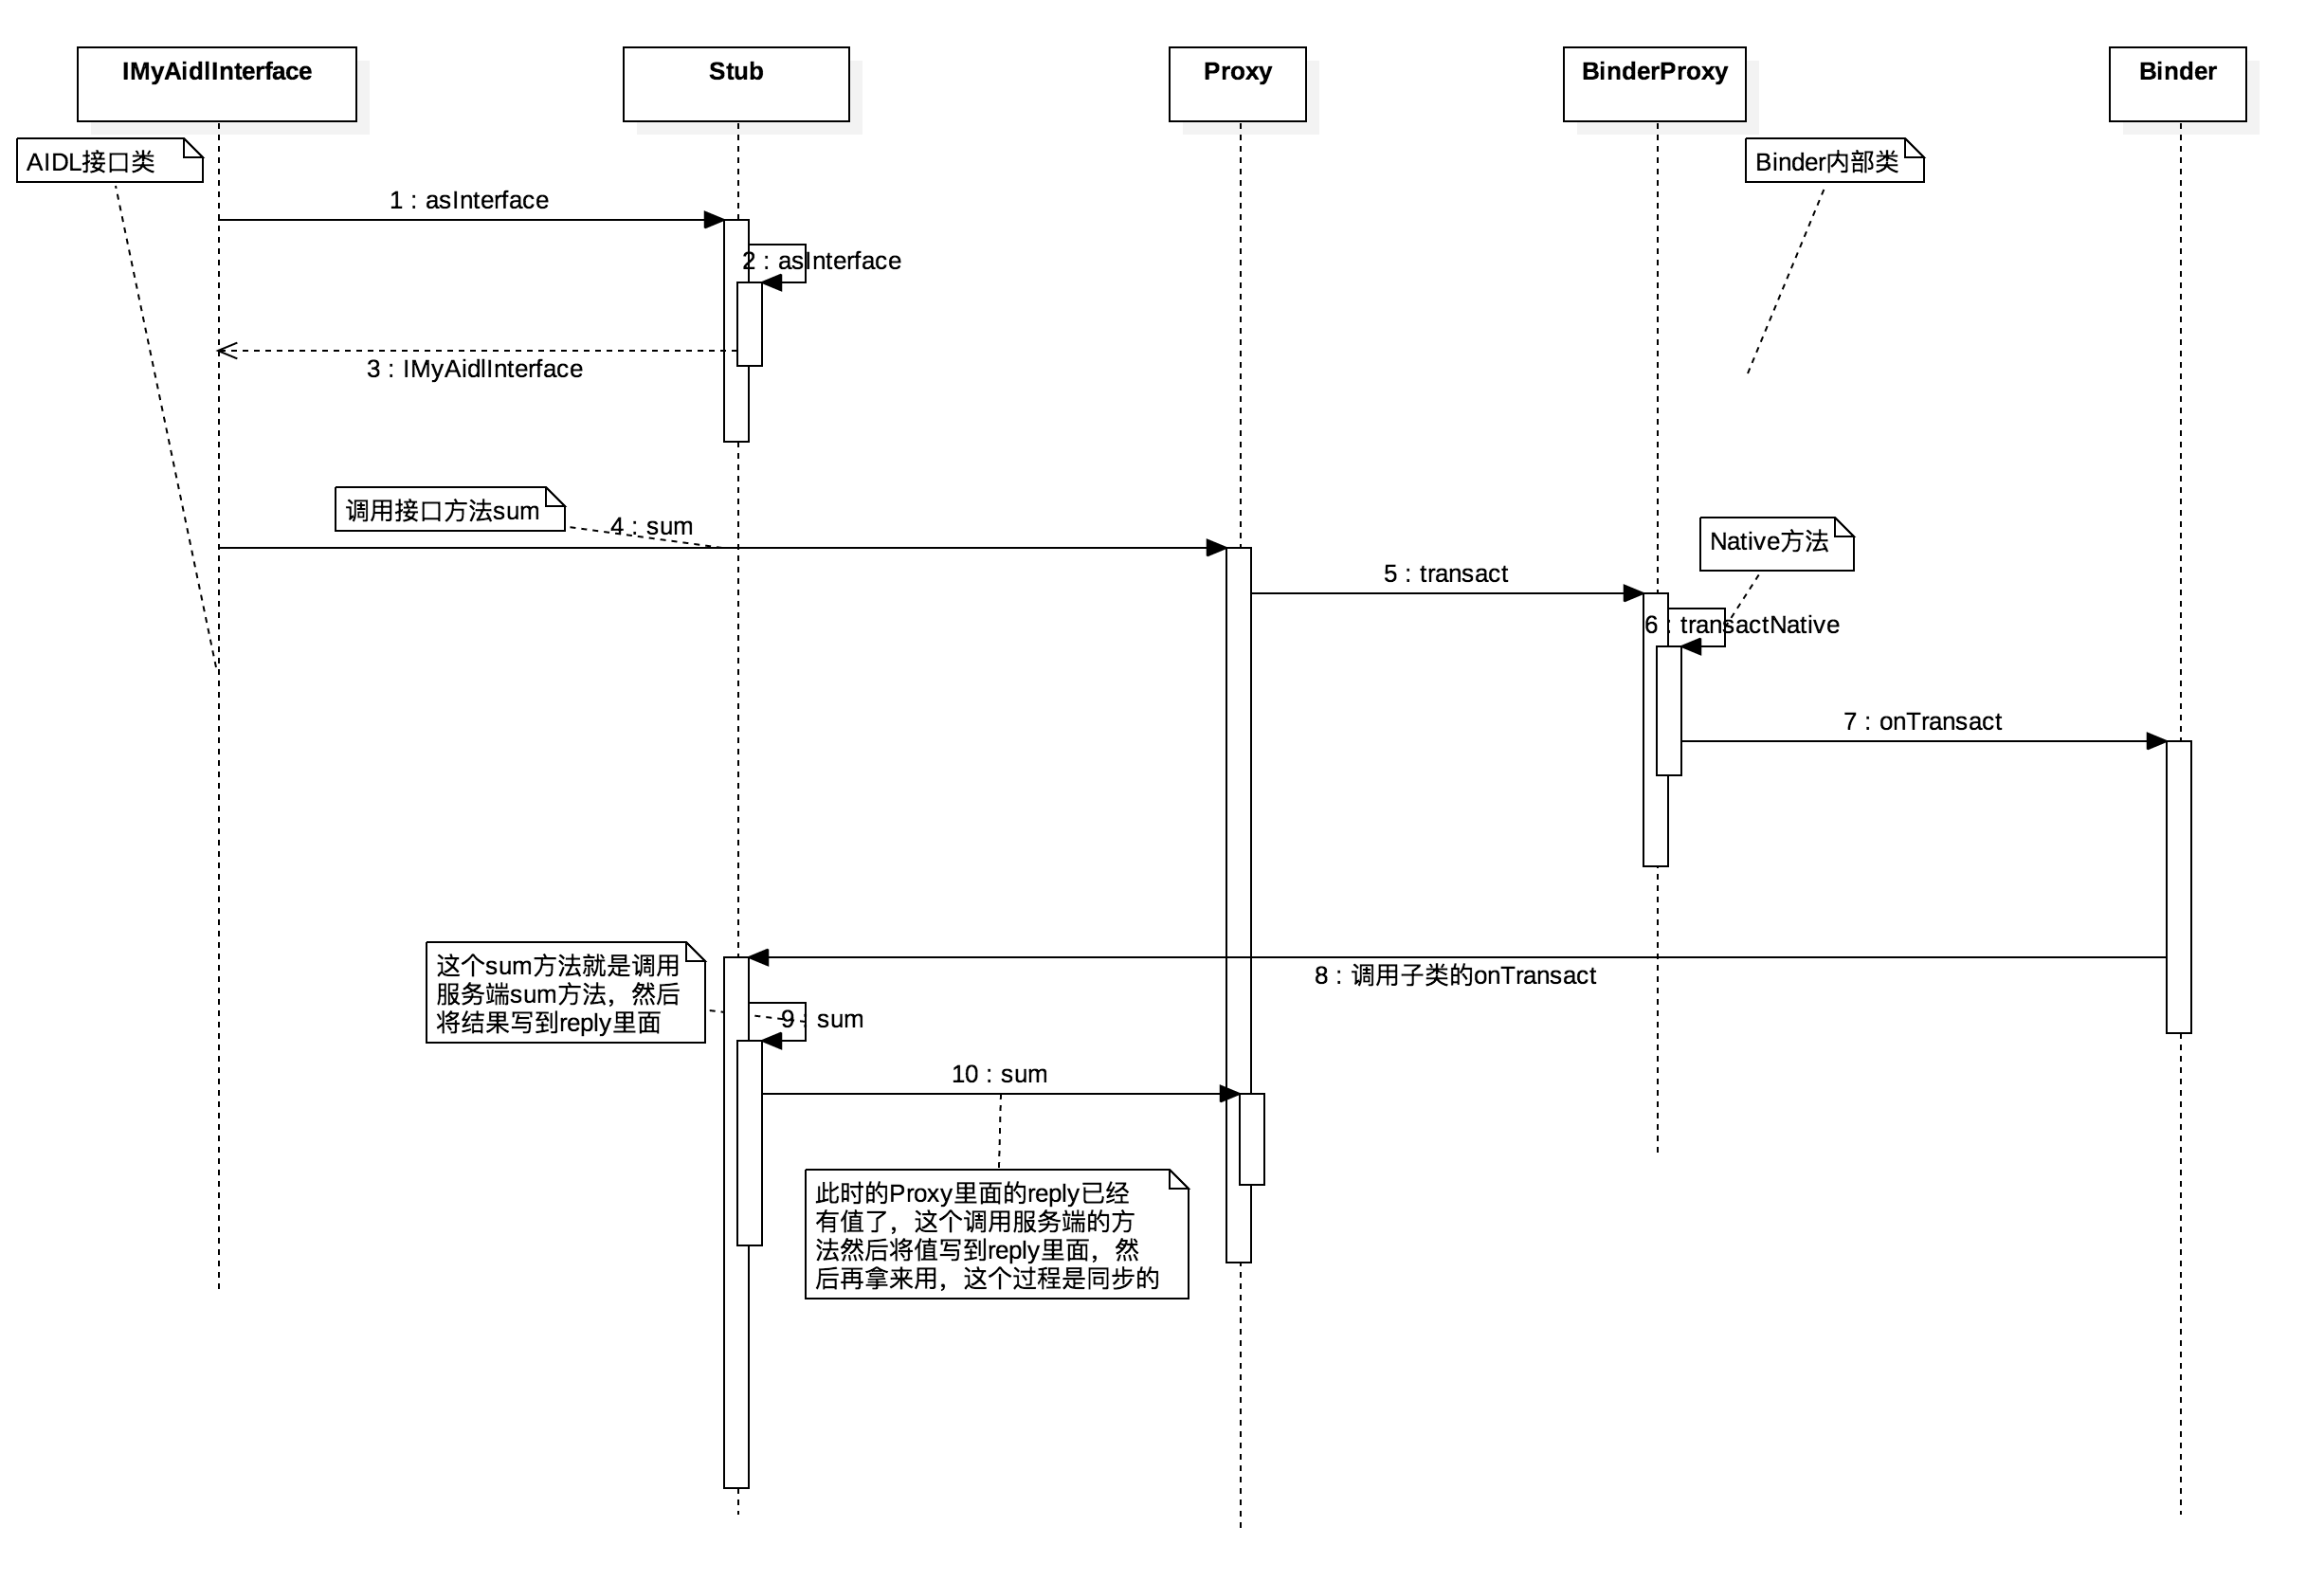 IMyAidlInterface
Stub
Proxy
BinderProxy
Binder
AIDL接口类
Binder内部类
1 : asInterface
2 : asInterface
3 : IMyAidlInterface
调用接口方法sum
4 : sum
Native方法
5 : transact
6 : transactNative
7 : onTransact
这个sum方法就是调用
服务端sum方法，然后
将结果写到reply里面
8 : 调用子类的onTransact
9 : sum
10 : sum
此时的Proxy里面的reply已经
有值了，这个调用服务端的方
法然后将值写到reply里面，然
后再拿来用，这个过程是同步的